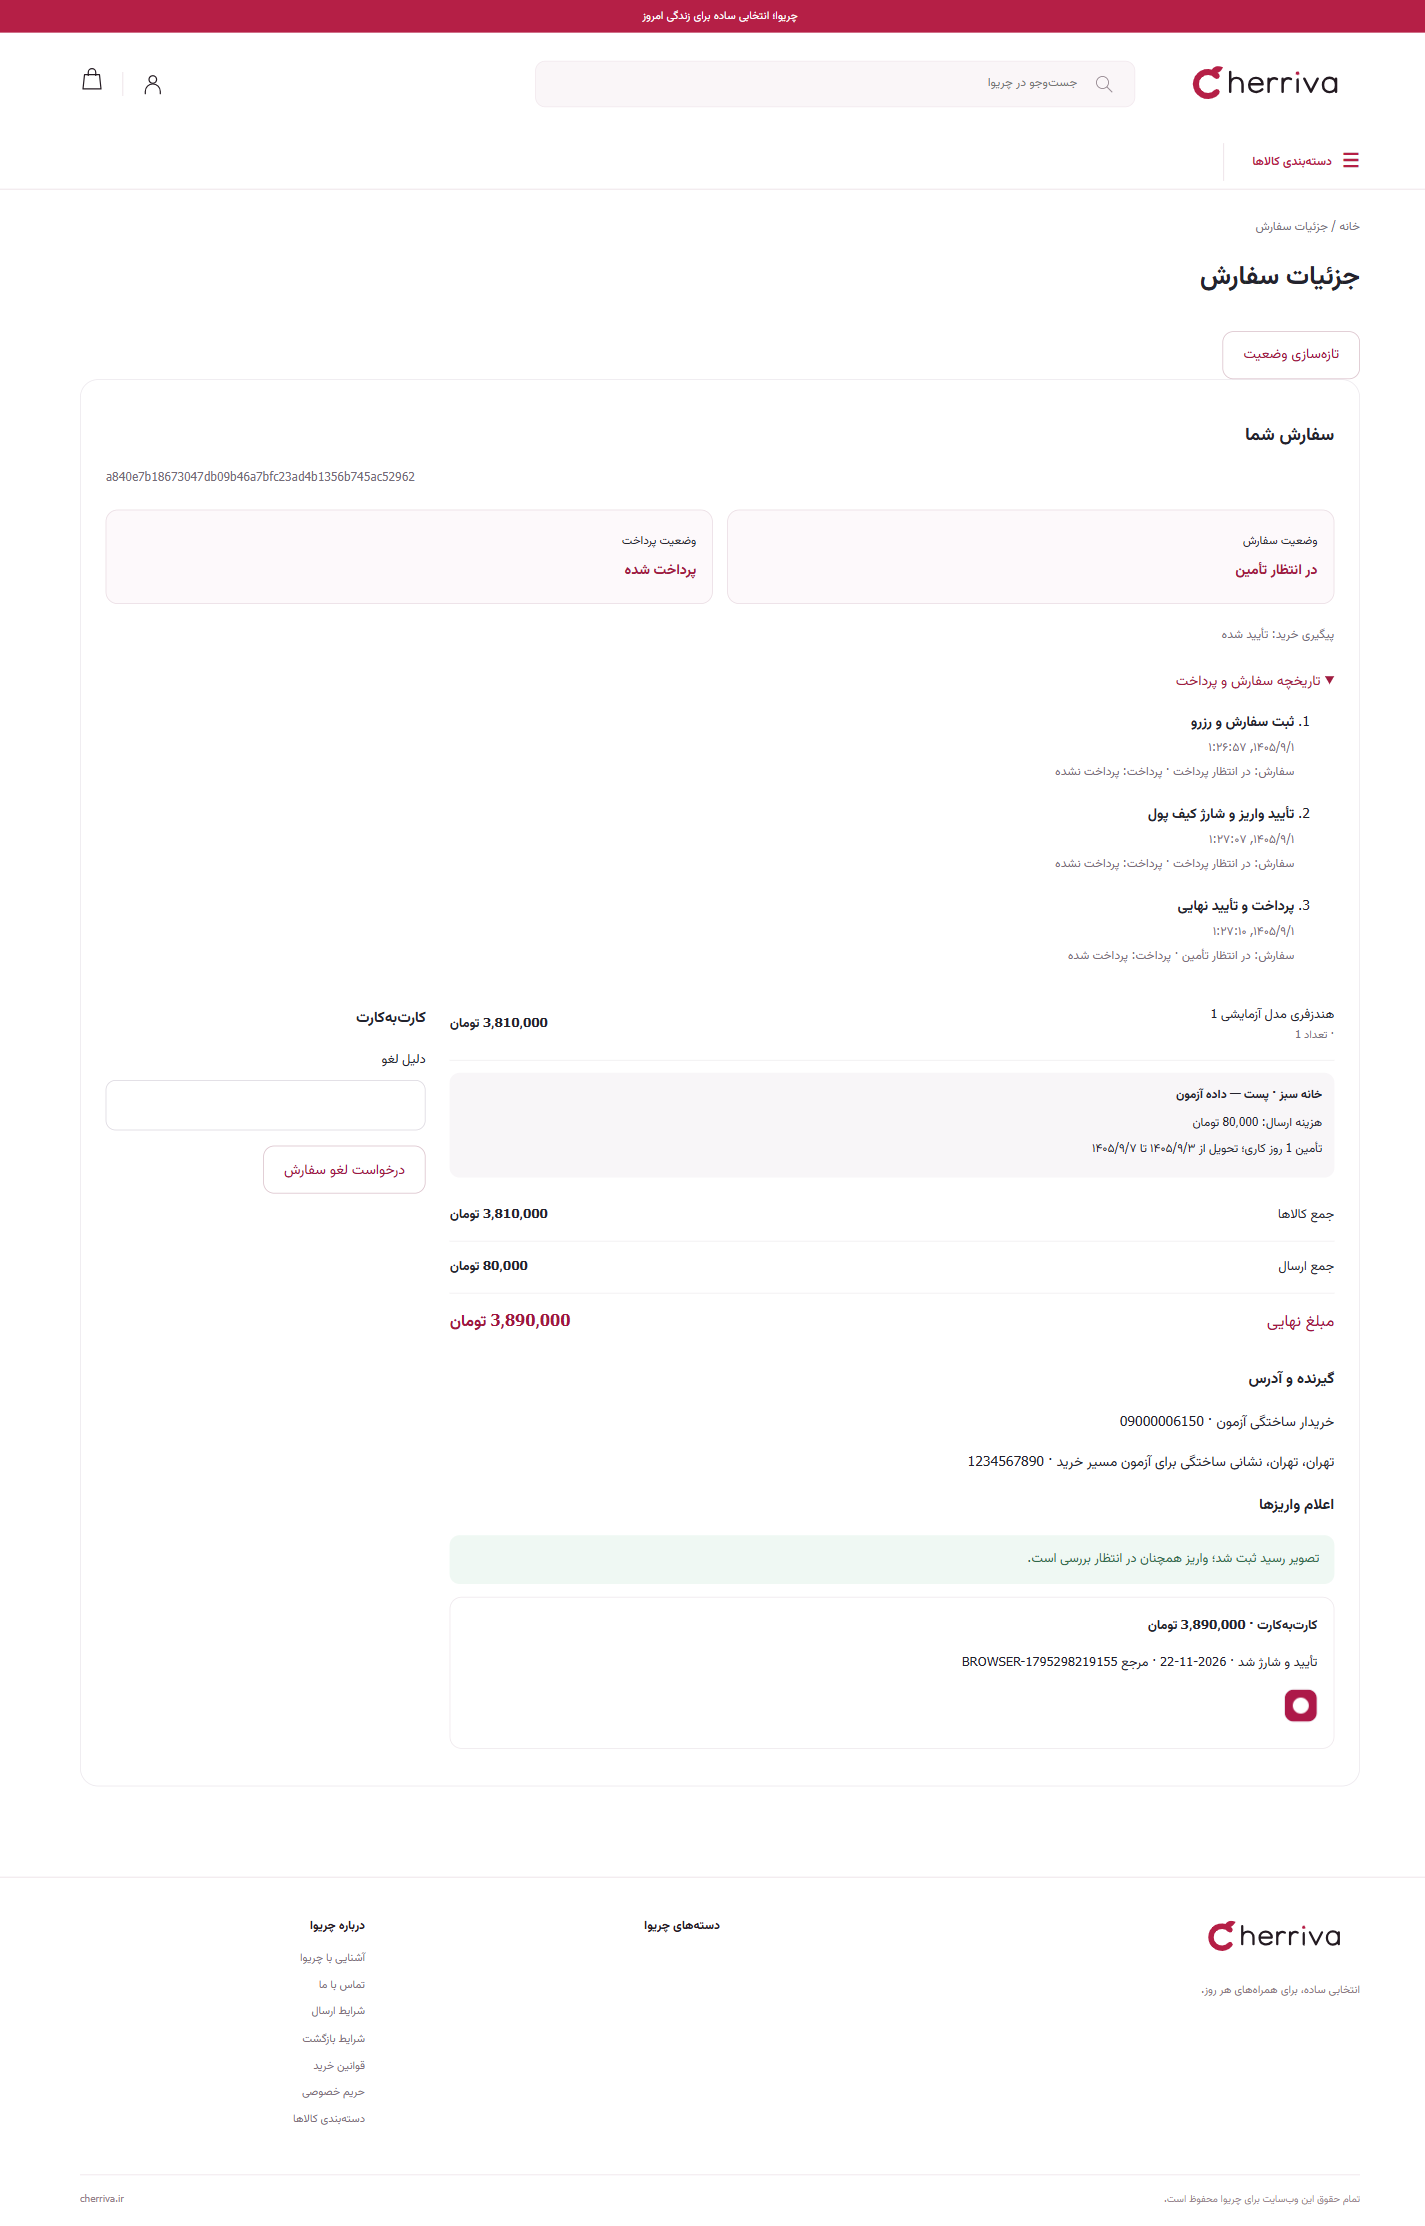 چریوا؛ انتخابی ساده برای زندگی امروز
Cherriva
جست‌وجو در چریوا
دسته‌بندی کالاها
خانه / جزئیات سفارش
جزئیات سفارش
تازه‌سازی وضعیت
سفارش شما
a840e7b18673047db09b46a7bfc23ad4b1356b745ac52962
وضعیت سفارش
در انتظار تأمین
وضعیت پرداخت
پرداخت شده
پیگیری خرید: تأیید شده
▼ تاریخچه سفارش و پرداخت
1. ثبت سفارش و رزرو
۱۴۰۵/۹/۱, ۱:۲۶:۵۷
سفارش: در انتظار پرداخت · پرداخت: پرداخت نشده
2. تأیید واریز و شارژ کیف پول
۱۴۰۵/۹/۱, ۱:۲۷:۰۷
سفارش: در انتظار پرداخت · پرداخت: پرداخت نشده
3. پرداخت و تأیید نهایی
۱۴۰۵/۹/۱, ۱:۲۷:۱۰
سفارش: در انتظار تأمین · پرداخت: پرداخت شده
هندزفری مدل آزمایشی 1
· تعداد 1
3,810,000 تومان
خانه سبز · پست — داده آزمون
هزینه ارسال: 80,000 تومان
تأمین 1 روز کاری؛ تحویل از ۱۴۰۵/۹/۳ تا ۱۴۰۵/۹/۷
جمع کالاها
3,810,000 تومان
جمع ارسال
80,000 تومان
مبلغ نهایی
3,890,000 تومان
گیرنده و آدرس
خریدار ساختگی آزمون · 09000006150
تهران، تهران، نشانی ساختگی برای آزمون مسیر خرید · 1234567890
اعلام واریزها
تصویر رسید ثبت شد؛ واریز همچنان در انتظار بررسی است.
کارت‌به‌کارت · 3,890,000 تومان
تأیید و شارژ شد · 2026-11-22 · مرجع BROWSER-1795298219155
کارت‌به‌کارت
دلیل لغو
درخواست لغو سفارش
Cherriva
انتخابی ساده، برای همراه‌های هر روز.
دسته‌های چریوا
درباره چریوا
آشنایی با چریوا
تماس با ما
شرایط ارسال
شرایط بازگشت
قوانین خرید
حریم خصوصی
دسته‌بندی کالاها
تمام حقوق این وب‌سایت برای چریوا محفوظ است.
cherriva.ir